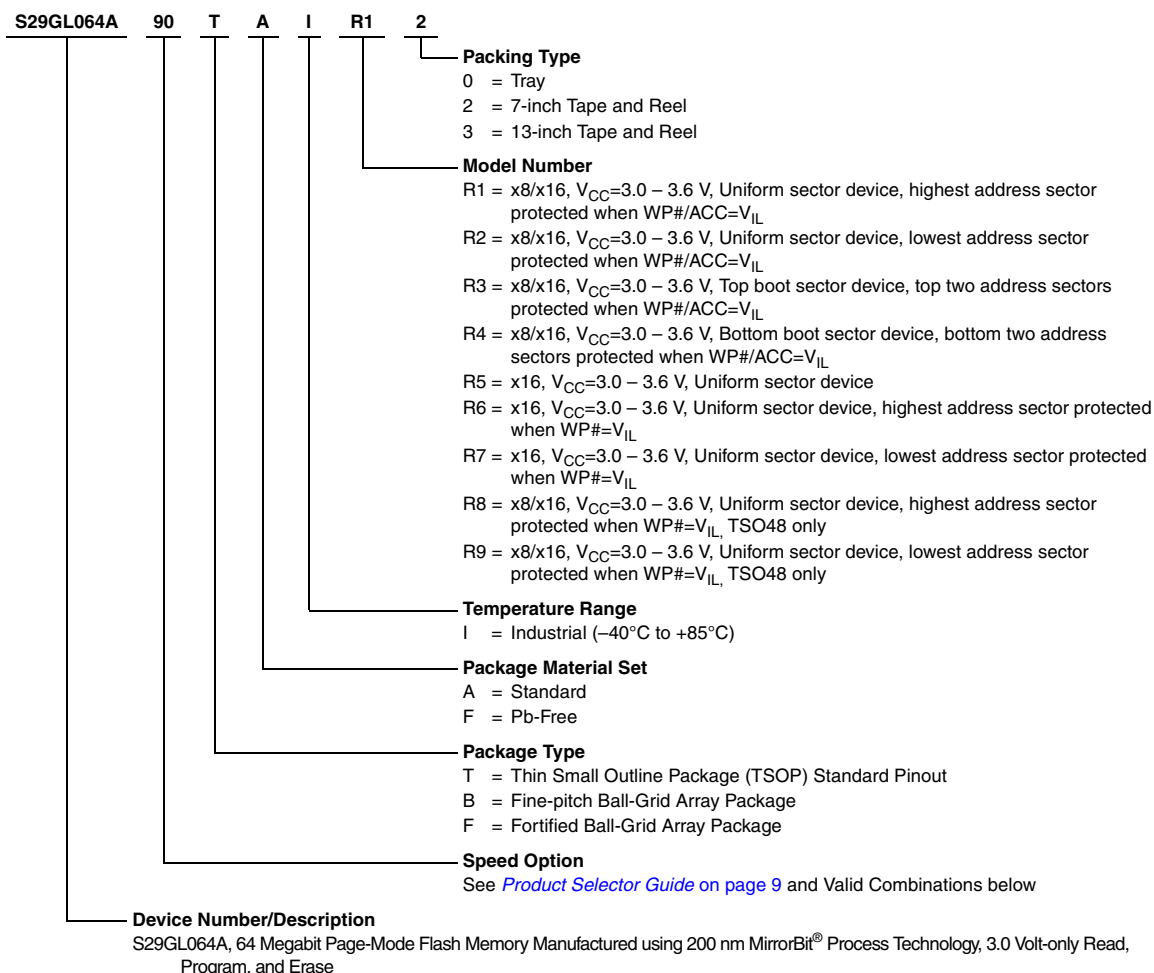 S29GL064A 90 T A I R1 2
Packing Type
0 = Tray
2 = 7-inch Tape and Reel
3 = 13-inch Tape and Reel
Model Number
R1 = x8/x16, VCC=3.0 – 3.6 V, Uniform sector device, highest address sector
protected when WP#/ACC=VIL
R2 = x8/x16, VCC=3.0 – 3.6 V, Uniform sector device, lowest address sector
protected when WP#/ACC=VIL
R3 = x8/x16, VCC=3.0 – 3.6 V, Top boot sector device, top two address sectors
protected when WP#/ACC=VIL
R4 = x8/x16, VCC=3.0 – 3.6 V, Bottom boot sector device, bottom two address
sectors protected when WP#/ACC=VIL
R5 = x16, VCC=3.0 – 3.6 V, Uniform sector device
R6 = x16, VCC=3.0 – 3.6 V, Uniform sector device, highest address sector protected
when WP#=VIL
R7 = x16, VCC=3.0 – 3.6 V, Uniform sector device, lowest address sector protected
when WP#=VIL
R8 = x8/x16, VCC=3.0 – 3.6 V, Uniform sector device, highest address sector
protected when WP#=VIL, TSO48 only
R9 = x8/x16, VCC=3.0 – 3.6 V, Uniform sector device, lowest address sector
protected when WP#=VIL, TSO48 only
Temperature Range
I = Industrial (–40°C to +85°C)
Package Material Set
A = Standard
F = Pb-Free
Package Type
T = Thin Small Outline Package (TSOP) Standard Pinout
B = Fine-pitch Ball-Grid Array Package
F = Fortified Ball-Grid Array Package
Speed Option
See Product Selector Guide on page 9 and Valid Combinations below
Device Number/Description
S29GL064A, 64 Megabit Page-Mode Flash Memory Manufactured using 200 nm MirrorBit® Process Technology, 3.0 Volt-only Read,
Program, and Erase